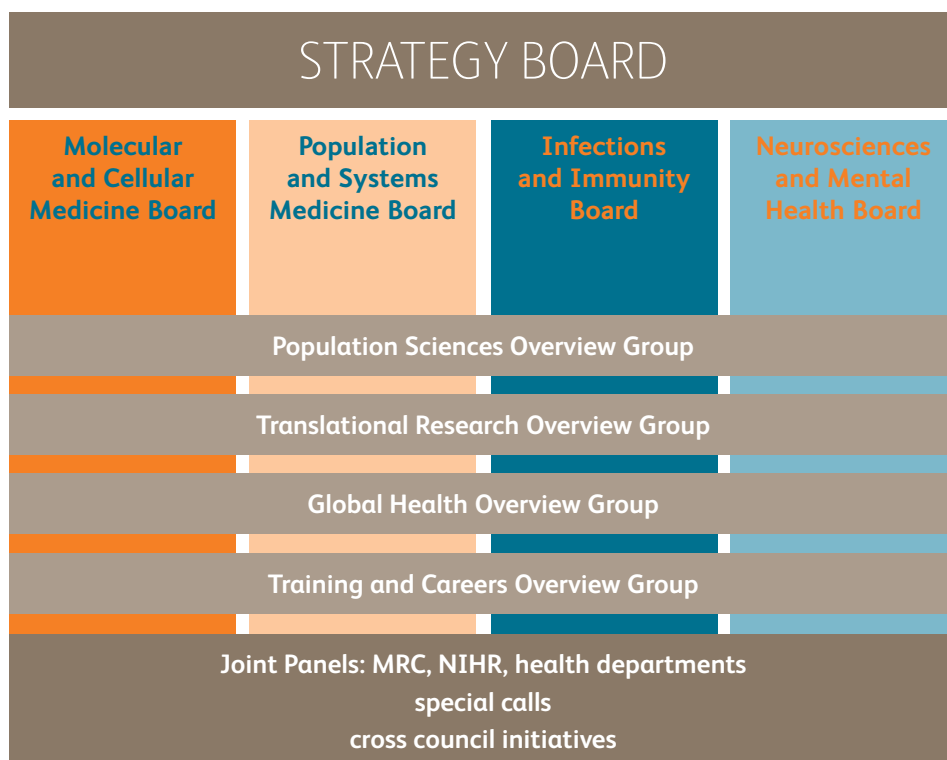 STRATEGY BOARD
Molecular
and Cellular
Medicine Board
Population
and Systems
Medicine Board
Infections
and Immunity
Board
Neurosciences
and Mental
Health Board
Population Sciences Overview Group
Translational Research Overview Group
Global Health Overview Group
Training and Careers Overview Group
Joint Panels: MRC, NIHR, health departments
special calls
cross council initiatives